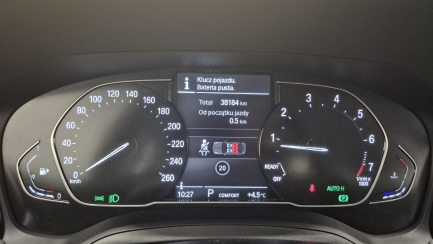 Klucz pojazdu.
Bateria pusta.
Total 38184 km
Od początku jazdy
0.5 km
0
20
40
60
80
100
120
140
160
180
200
220
240
260
km/h
1
2
3
4
5
6
7
1/min x
1000
READY
OFF
20
AUTO H
10:27 P COMFORT +4.5°C